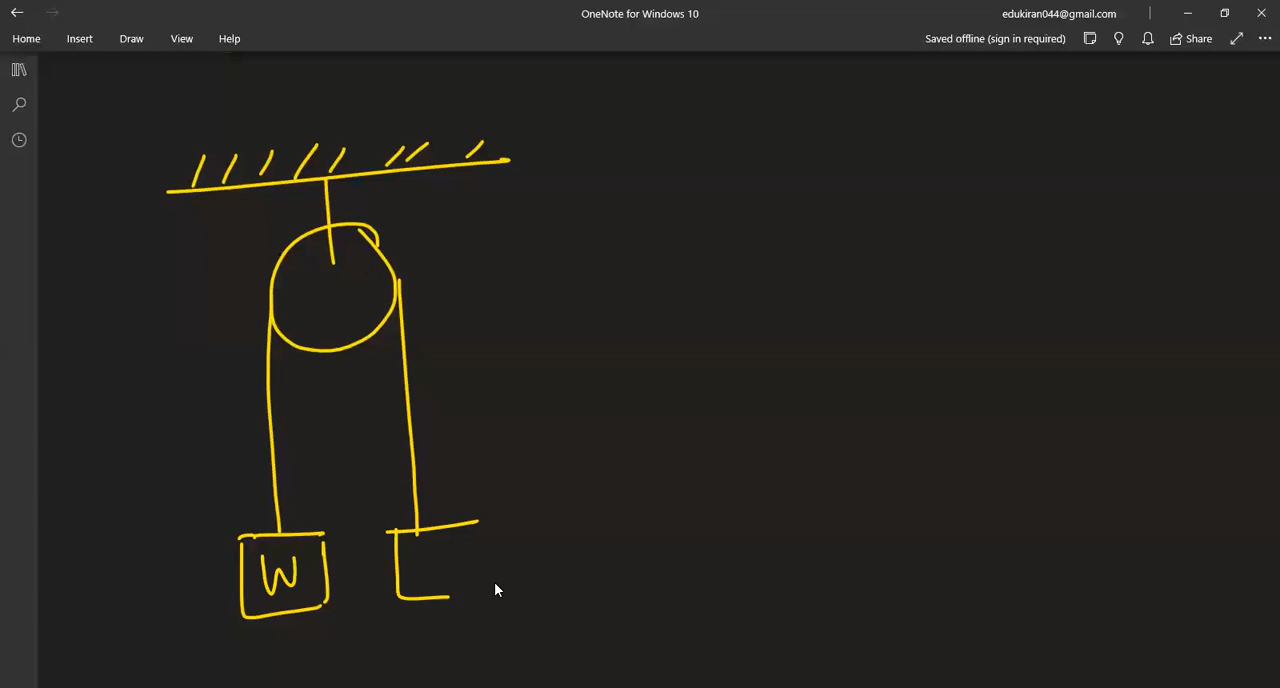 OneNote for Windows 10
edukiran044@gmail.com
Home Insert Draw View Help
Saved offline (sign in required)
Share
W